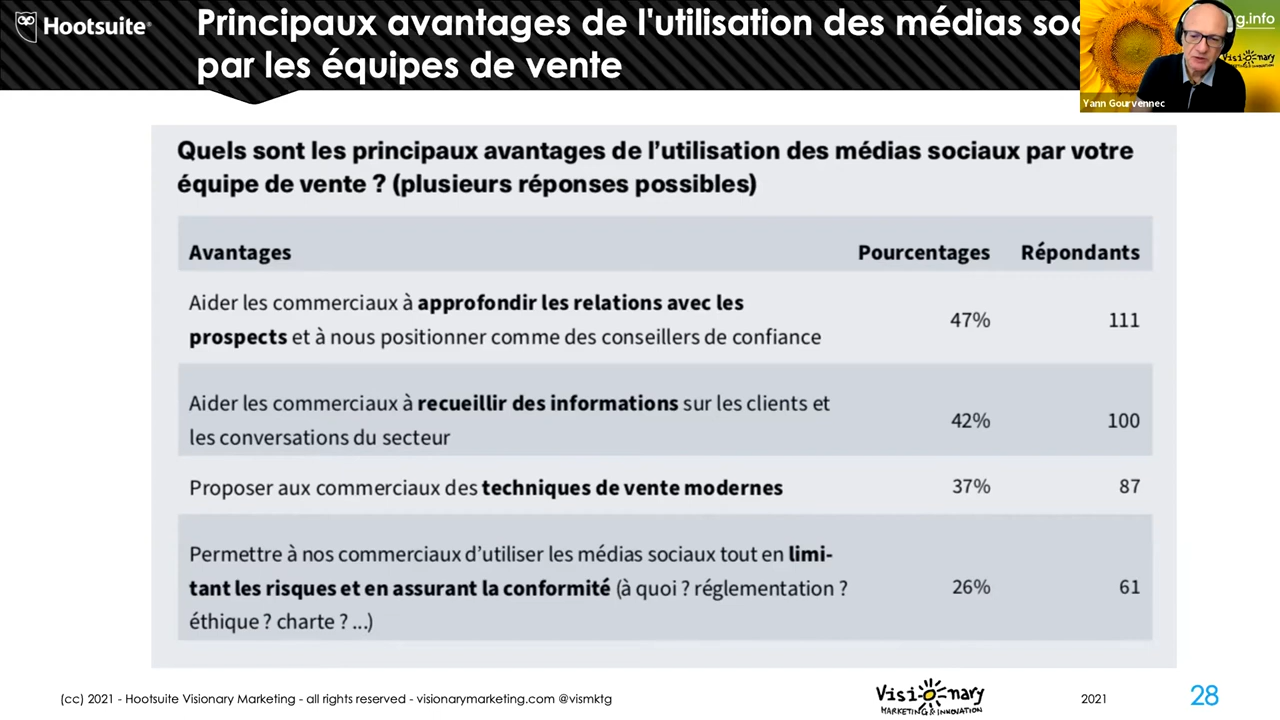 Hootsuite®
Principaux avantages de l'utilisation des médias
par les équipes de vente
g.info
Visionary
Yann Gourvennec
Quels sont les principaux avantages de l’utilisation des médias sociaux par votre
équipe de vente ? (plusieurs réponses possibles)
Avantages Pourcentages Répondants
Aider les commerciaux à approfondir les relations avec les
prospects et à nous positionner comme des conseillers de confiance
47% 111
Aider les commerciaux à recueillir des informations sur les clients et
les conversations du secteur
42% 100
Proposer aux commerciaux des techniques de vente modernes 37% 87
Permettre à nos commerciaux d’utiliser les médias sociaux tout en limi-
tant les risques et en assurant la conformité (à quoi ? réglementation ?
éthique ? charte ? ...)
26% 61
(cc) 2021 - Hootsuite Visionary Marketing - all rights reserved - visionarymarketing.com @vismktg
Visionary
MARKETING & INNOVATION
2021
28